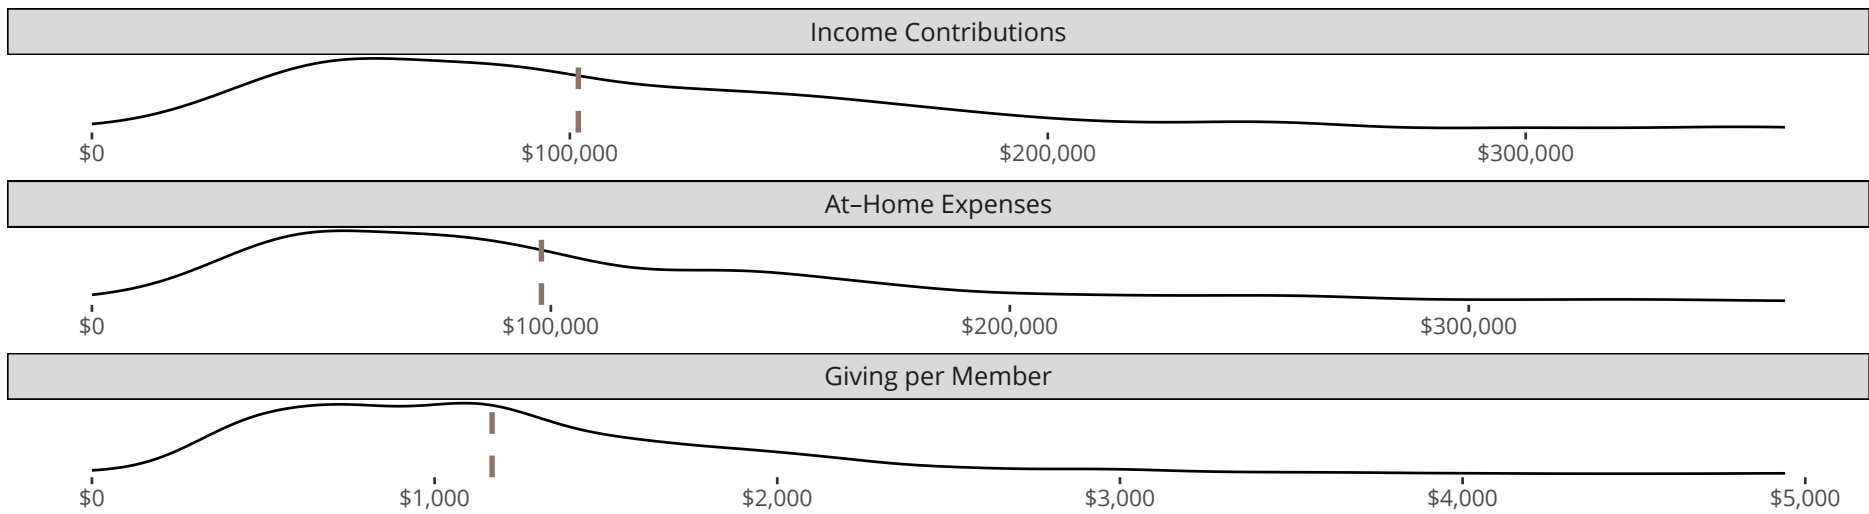 Income Contributions
$0 $100,000 $200,000 $300,000
At–Home Expenses
$0 $100,000 $200,000 $300,000
Giving per Member
$0 $1,000 $2,000 $3,000 $4,000 $5,000